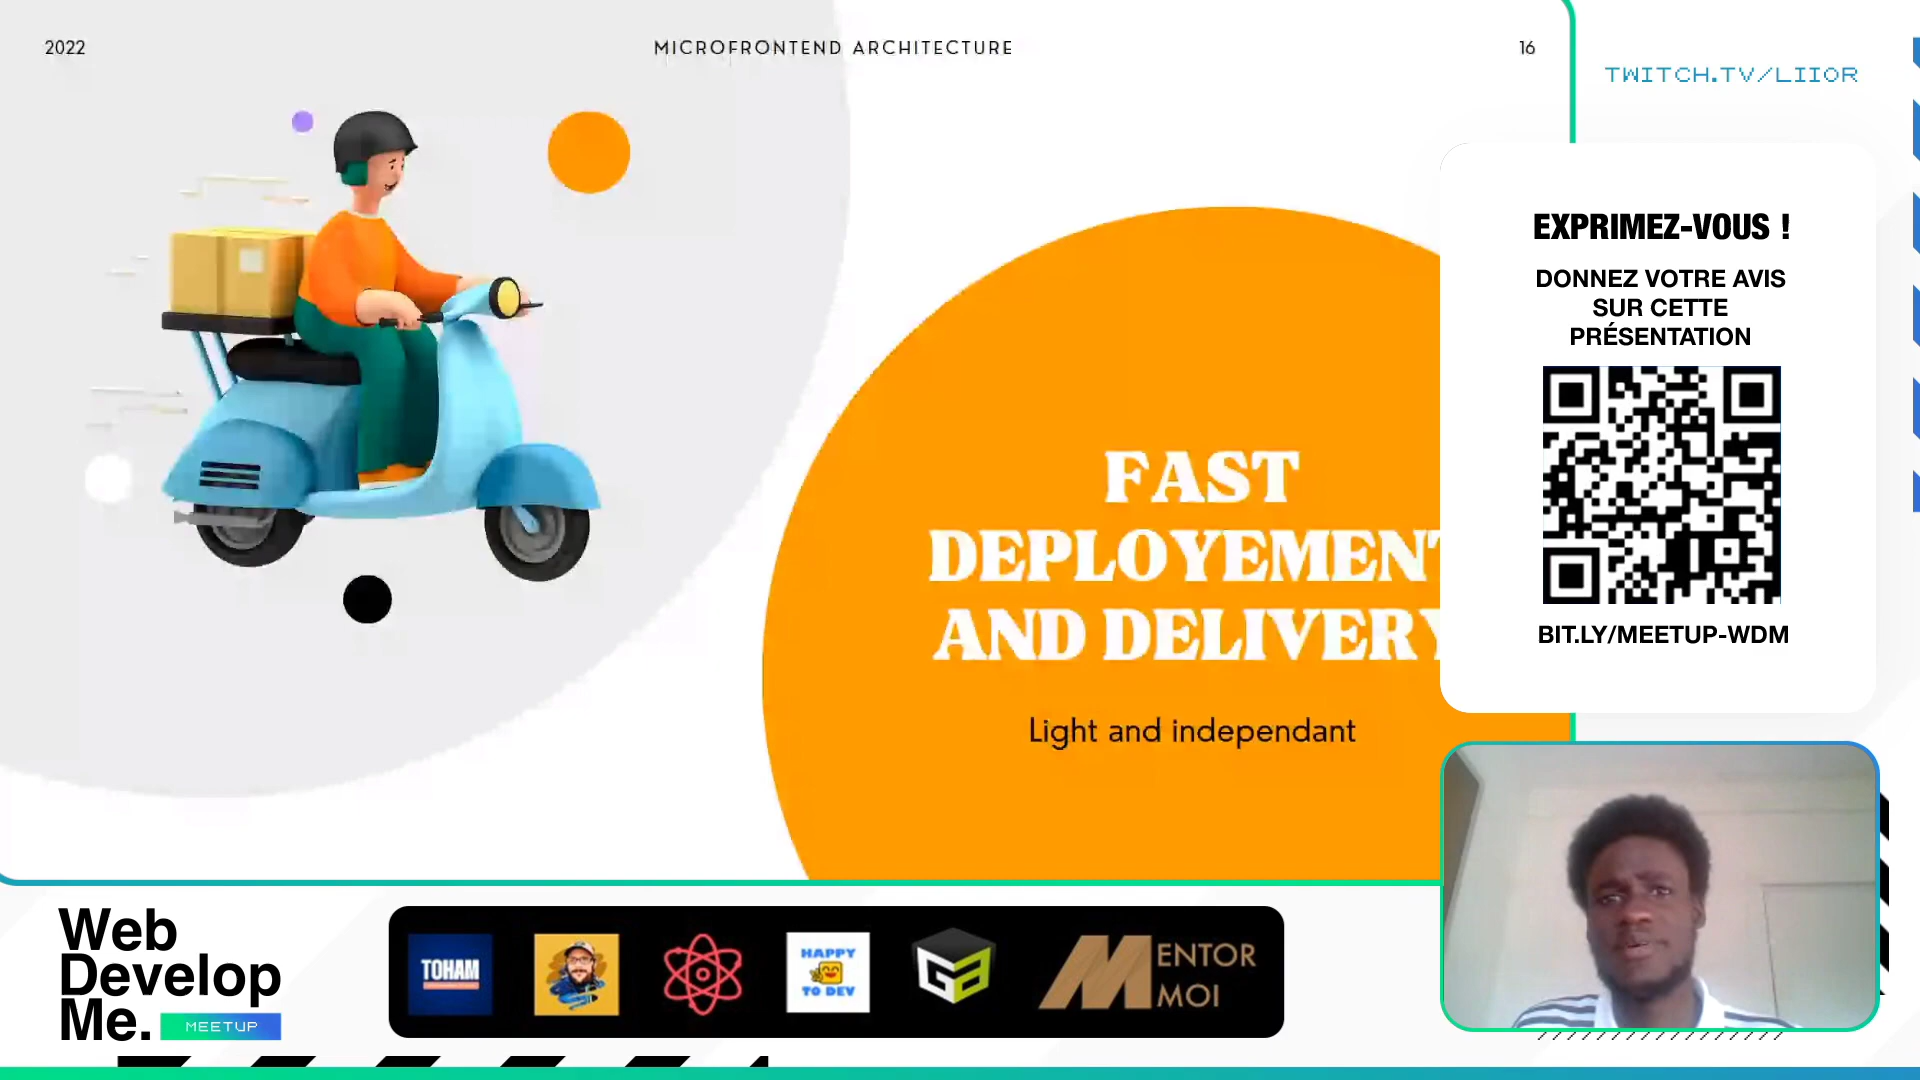 2022
MICROFRONTEND ARCHITECTURE
16
TWITCH.TV/LIIOR
EXPRIMEZ-VOUS !
DONNEZ VOTRE AVIS
SUR CETTE
PRÉSENTATION
BIT.LY/MEETUP-WDM
FAST
DEPLOYEMENT
AND DELIVERY
Light and independant
Web
Develop
Me.
MEETUP
TOHAM
HAPPY
TO DEV
MENTOR
MOI